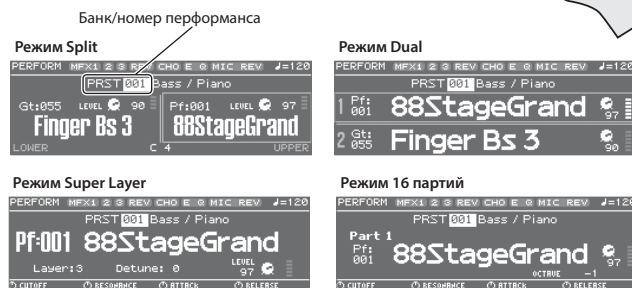 Банк/номер перформанса
Режим Split
PERFORM MFX1 2 3 REV CHO E Q MIC REV ♩=120
PRST 001 Bass / Piano
Gt:055 LEVEL 90 Pf:001 LEVEL 97
Finger Bs 3 88StageGrand
LOWER C 4 UPPER
Режим Dual
PERFORM MFX1 2 3 REV CHO E Q MIC REV ♩=120
PRST 001 Bass / Piano
1 Pf:001 88StageGrand 97
2 Gt:055 Finger Bs 3 90
Режим Super Layer
PERFORM MFX1 2 3 REV CHO E Q MIC REV ♩=120
PRST 001 Bass / Piano
Pf:001 88StageGrand
Layer:3 Detune: 0 LEVEL 97
CUTOFF RESONANCE ATTACK RELEASE
Режим 16 партий
PERFORM MFX1 2 3 REV CHO E Q MIC REV ♩=120
PRST 001 Bass / Piano
Part 1
Pf:001 88StageGrand 97
OCTAVE -1
CUTOFF RESONANCE ATTACK RELEASE